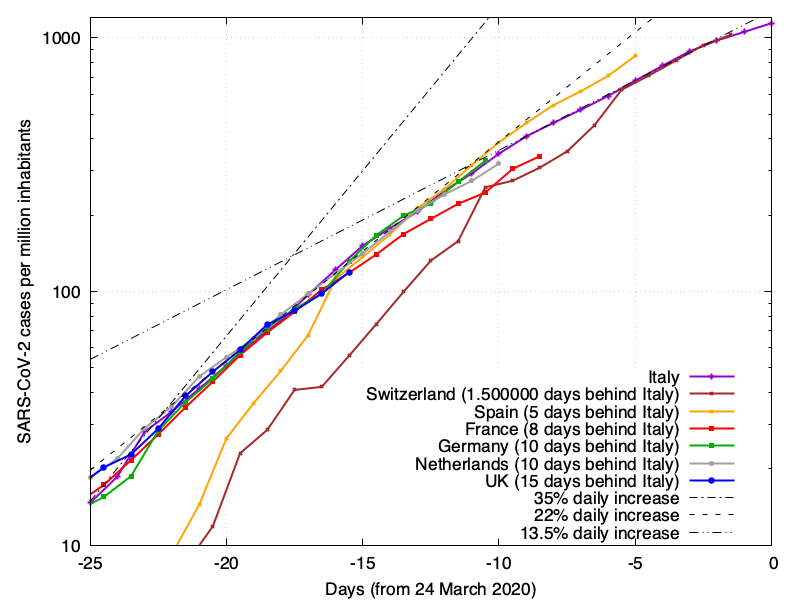 1000
100
10
SARS-CoV-2 cases per million inhabitants
Italy
Switzerland (1.500000 days behind Italy)
Spain (5 days behind Italy)
France (8 days behind Italy)
Germany (10 days behind Italy)
Netherlands (10 days behind Italy)
UK (15 days behind Italy)
35% daily increase
22% daily increase
13.5% daily increase
-25 -20 -15 -10 -5 0
Days (from 24 March 2020)